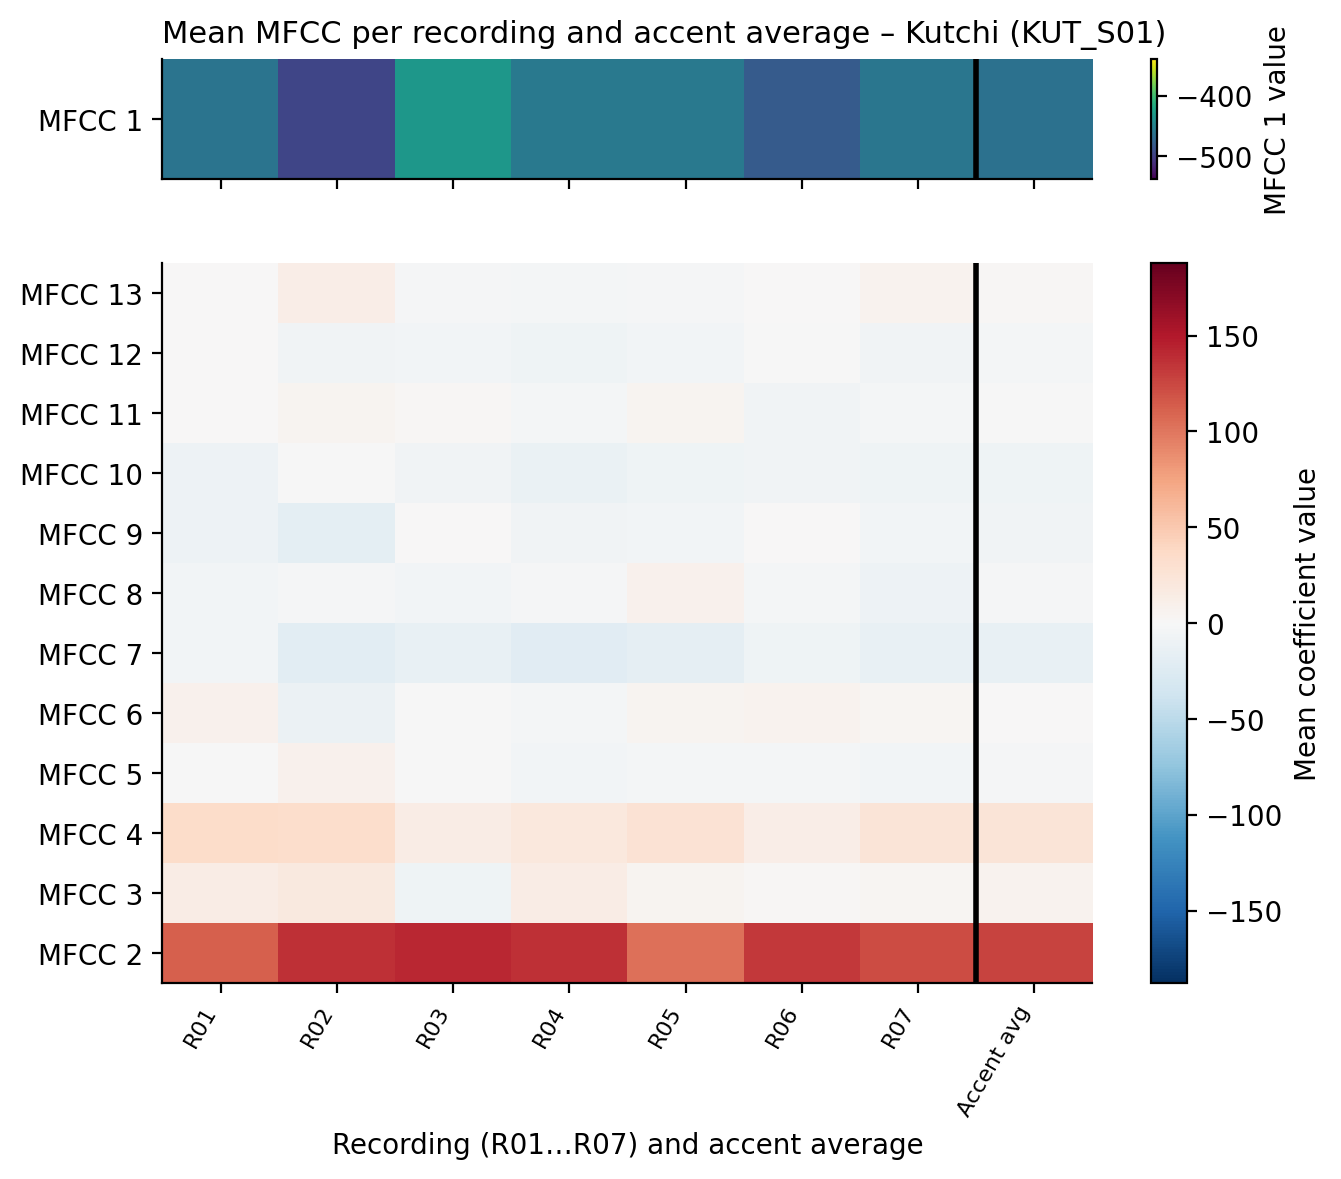 Mean MFCC per recording and accent average – Kutchi (KUT_S01)
MFCC 1
−400
−500
MFCC 1 value
MFCC 13
MFCC 12
MFCC 11
MFCC 10
MFCC 9
MFCC 8
MFCC 7
MFCC 6
MFCC 5
MFCC 4
MFCC 3
MFCC 2
150
100
50
0
−50
−100
−150
Mean coefficient value
R01
R02
R03
R04
R05
R06
R07
Accent avg
Recording (R01...R07) and accent average